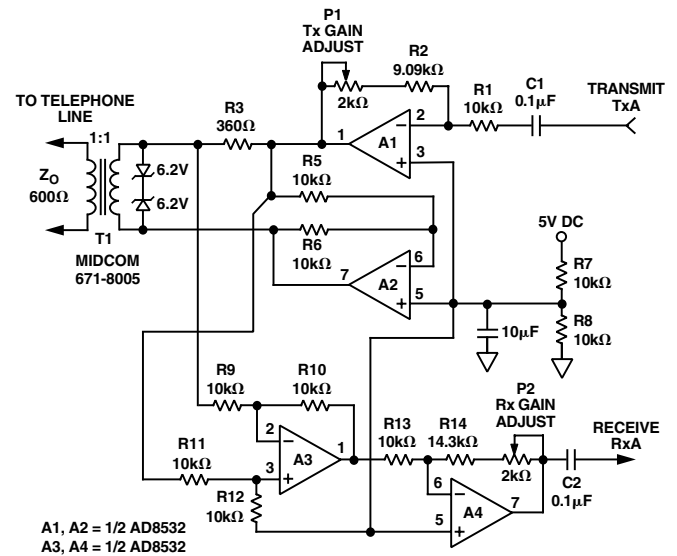 P1
Tx GAIN
ADJUST
2kΩ
R2
9.09kΩ
R1
10kΩ
C1
0.1µF
TRANSMIT
TxA
TO TELEPHONE
LINE
1:1
ZO
600Ω
T1
MIDCOM
671-8005
6.2V
6.2V
R3
360Ω
1
A1
2
3
R5
10kΩ
R6
10kΩ
7
A2
6
5
5V DC
R7
10kΩ
R8
10kΩ
10µF
R9
10kΩ
R10
10kΩ
R11
10kΩ
R12
10kΩ
2
3
A3
1
R13
10kΩ
R14
14.3kΩ
P2
Rx GAIN
ADJUST
2kΩ
6
5
A4
7
C2
0.1µF
RECEIVE
RxA
A1, A2 = 1/2 AD8532
A3, A4 = 1/2 AD8532